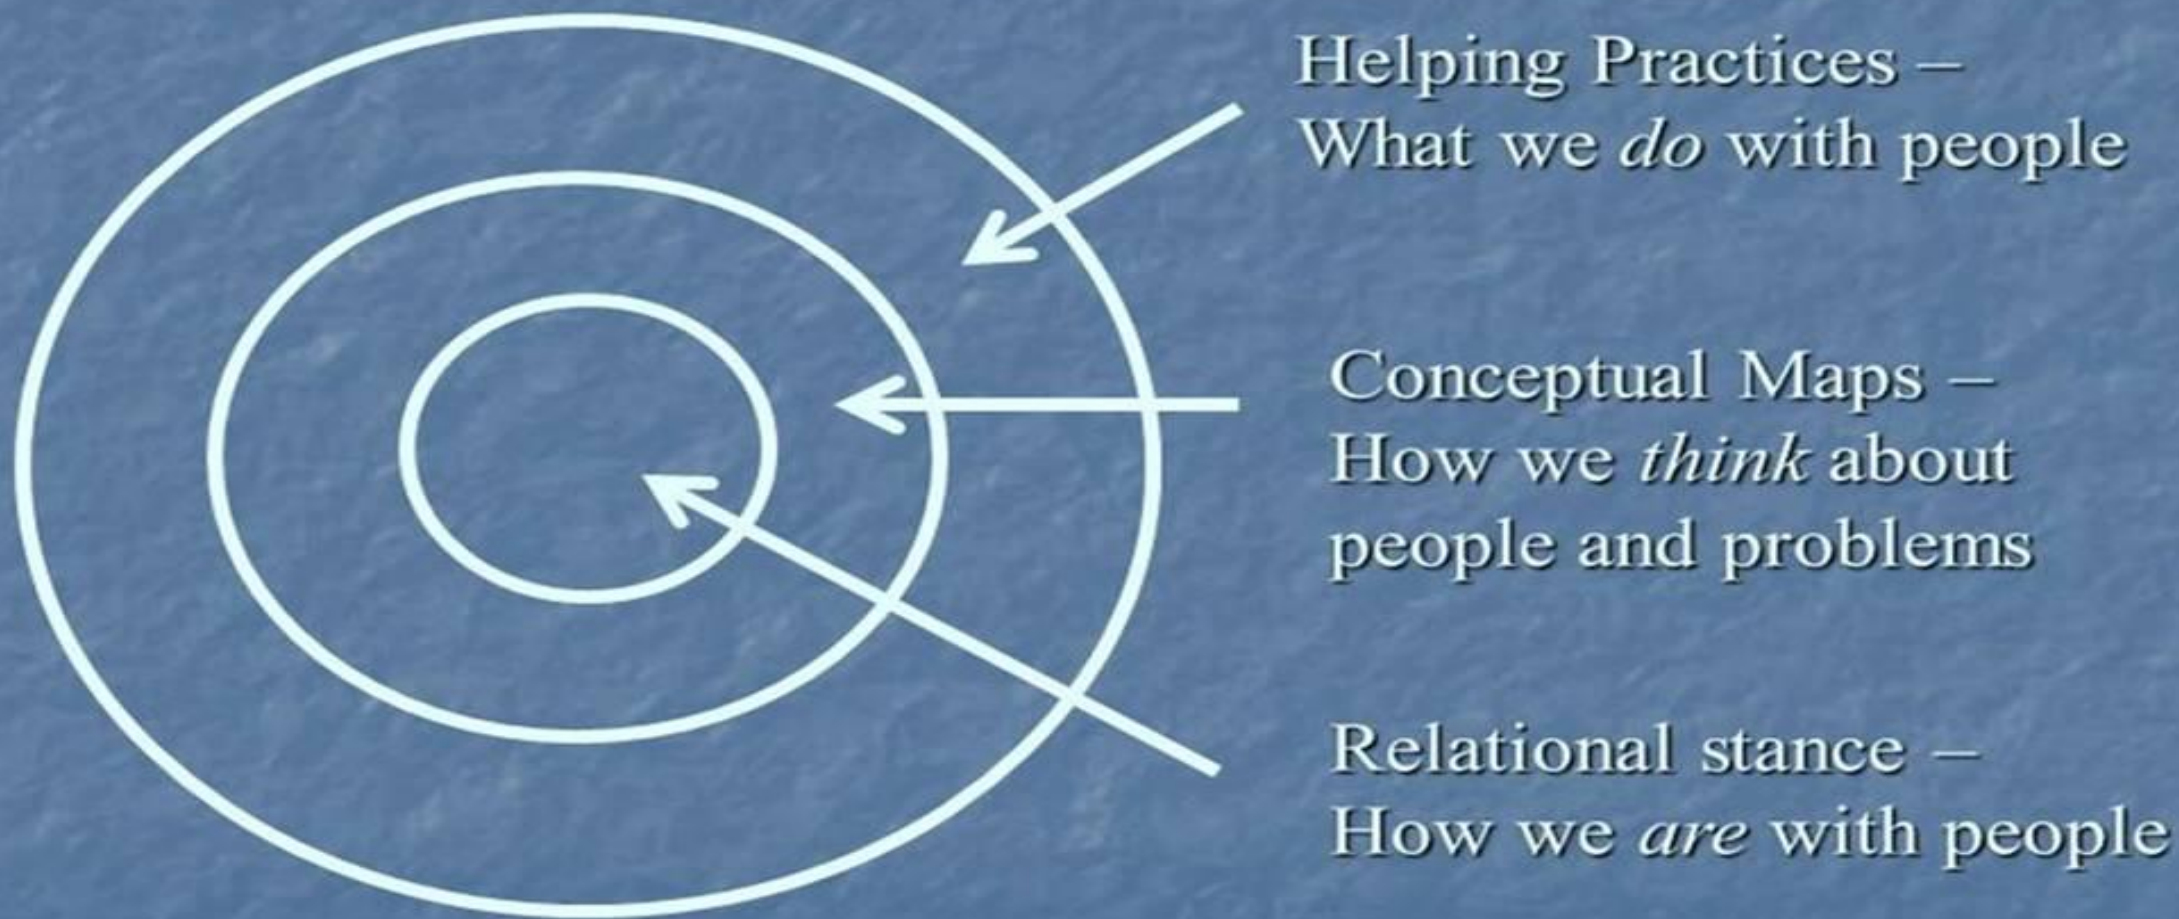 Helping Practices –
What we do with people
Conceptual Maps –
How we think about
people and problems
Relational stance –
How we are with people